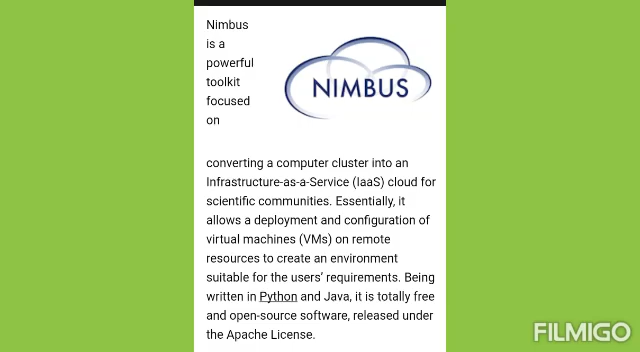 Nimbus
is a
powerful
toolkit
focused
on
NIMBUS
converting a computer cluster into an
Infrastructure-as-a-Service (IaaS) cloud for
scientific communities. Essentially, it
allows a deployment and configuration of
virtual machines (VMs) on remote
resources to create an environment
suitable for the users’ requirements. Being
written in Python and Java, it is totally free
and open-source software, released under
the Apache License.
FILMIGO